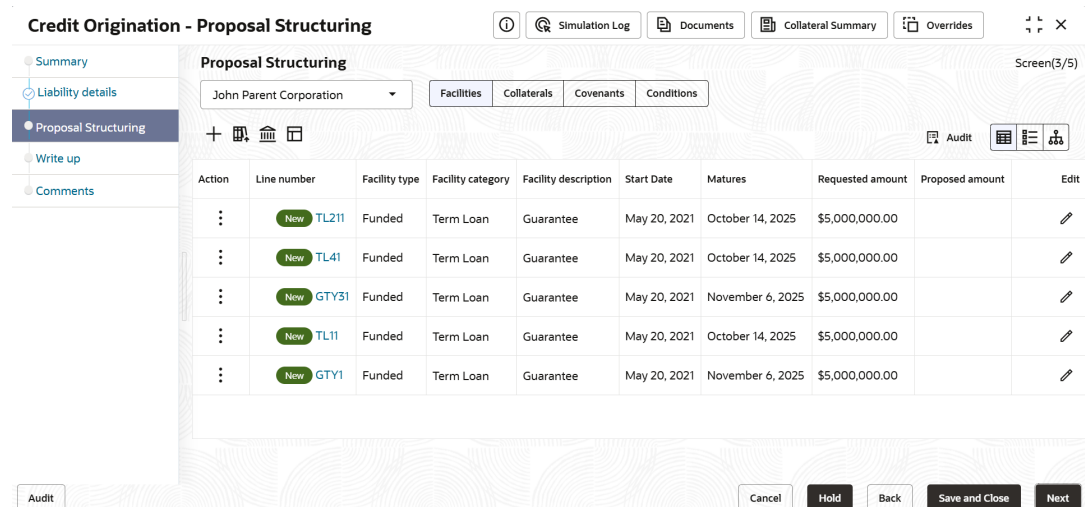 Credit Origination - Proposal Structuring
Simulation Log
Documents
Collateral Summary
Overrides
Summary
Liability details
Proposal Structuring
Write up
Comments
Proposal Structuring
Screen(3/5)
John Parent Corporation
Facilities
Collaterals
Covenants
Conditions
Audit
Action Line number Facility type Facility category Facility description Start Date Matures Requested amount Proposed amount Edit
New TL211 Funded Term Loan Guarantee May 20, 2021 October 14, 2025 $5,000,000.00
New TL41 Funded Term Loan Guarantee May 20, 2021 October 14, 2025 $5,000,000.00
New GTY31 Funded Term Loan Guarantee May 20, 2021 November 6, 2025 $5,000,000.00
New TL11 Funded Term Loan Guarantee May 20, 2021 October 14, 2025 $5,000,000.00
New GTY1 Funded Term Loan Guarantee May 20, 2021 November 6, 2025 $5,000,000.00
Audit
Cancel
Hold
Back
Save and Close
Next